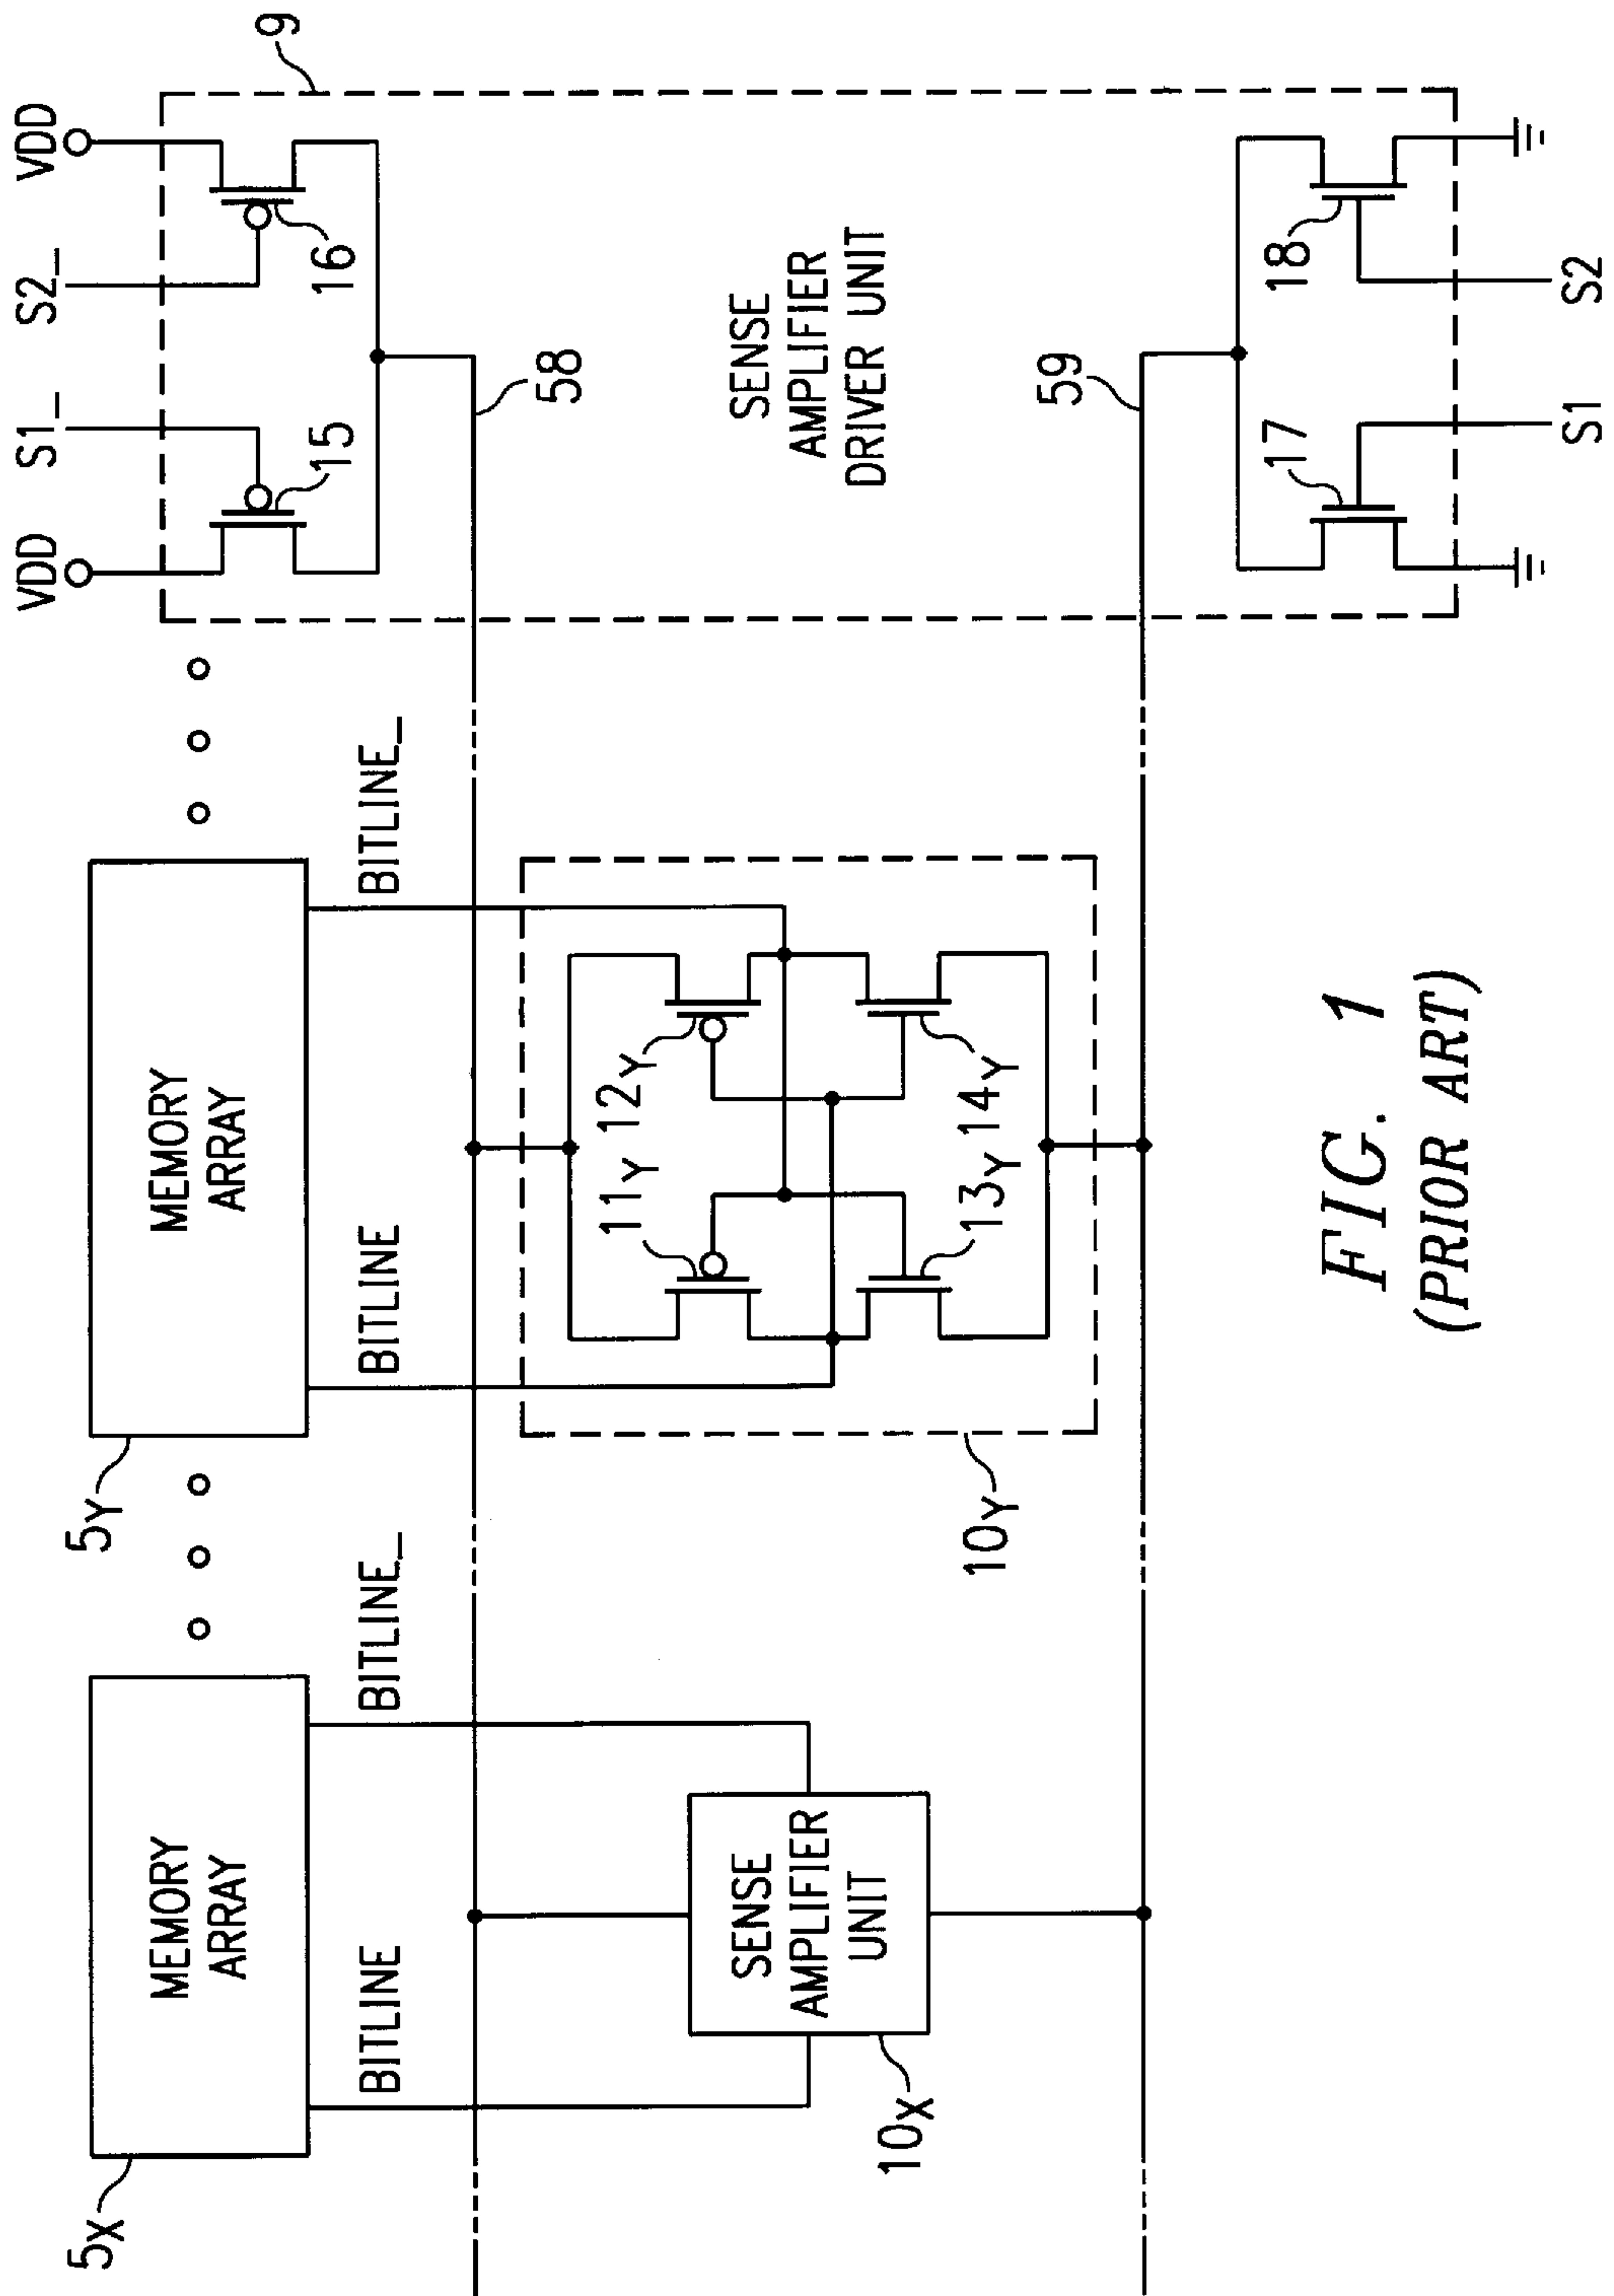 VDD
S1_
S2_
VDD
9
5X
MEMORY
ARRAY
5Y
MEMORY
ARRAY
15
16
BITLINE
BITLINE_
BITLINE
BITLINE_
58
11Y
12Y
SENSE
AMPLIFIER
UNIT
SENSE
AMPLIFIER
DRIVER UNIT
10X
10Y
13Y
14Y
59
17
18
S1
S2
FIG. 1
(PRIOR ART)